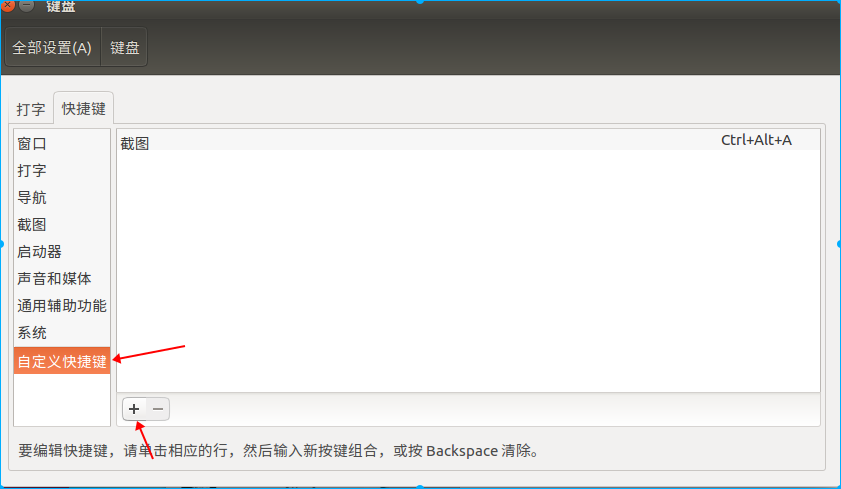 键盘
全部设置(A) 键盘
打字 快捷键
窗口
打字
导航
截图
启动器
声音和媒体
通用辅助功能
系统
自定义快捷键
截图 Ctrl+Alt+A
要编辑快捷键，请单击相应的行，然后输入新按键组合，或按 Backspace 清除。